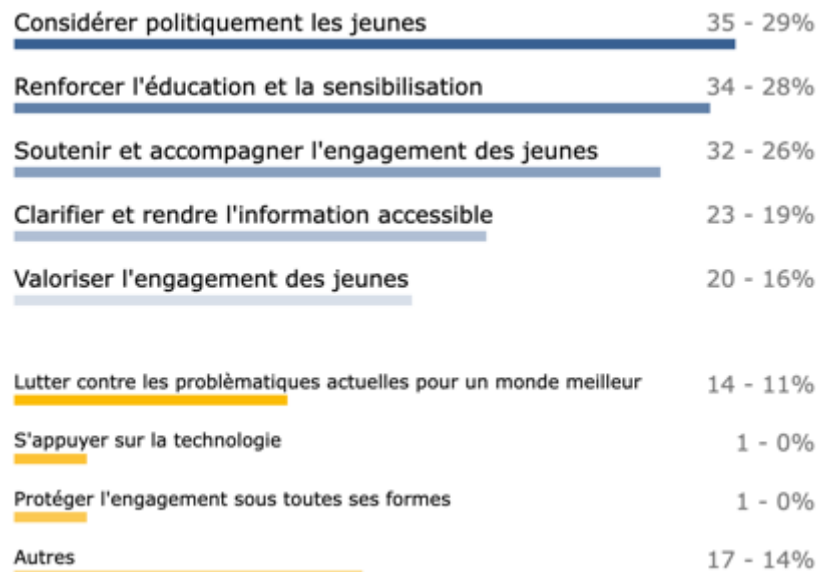 Considérer politiquement les jeunes 35 - 29%
Renforcer l'éducation et la sensibilisation 34 - 28%
Soutenir et accompagner l'engagement des jeunes 32 - 26%
Clarifier et rendre l'information accessible 23 - 19%
Valoriser l'engagement des jeunes 20 - 16%
Lutter contre les problèmatiques actuelles pour un monde meilleur 14 - 11%
S'appuyer sur la technologie 1 - 0%
Protéger l'engagement sous toutes ses formes 1 - 0%
Autres 17 - 14%